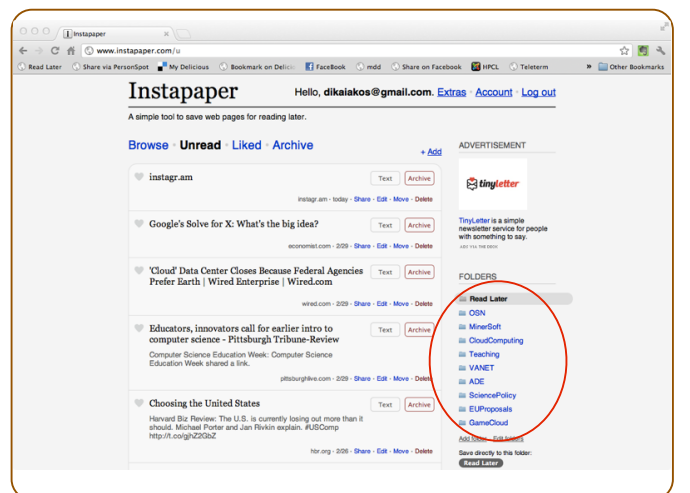 Instapaper
www.instapaper.com/u
Read Later Share via PersonSpot My Delicious Bookmark on Delici FaceBook mdd Share on Facebook HPCL Teleterm » Other Bookmarks
Instapaper
Hello, dikaiakos@gmail.com. Extras · Account · Log out
A simple tool to save web pages for reading later.
Browse · Unread · Liked · Archive
+ Add
instagr.am
Text Archive
instagr.am - today - Share - Edit - Move - Delete
Google's Solve for X: What's the big idea?
Text Archive
economist.com - 2/29 - Share - Edit - Move - Delete
'Cloud' Data Center Closes Because Federal Agencies
Prefer Earth | Wired Enterprise | Wired.com
Text Archive
wired.com - 2/29 - Share - Edit - Move - Delete
Educators, innovators call for earlier intro to
computer science - Pittsburgh Tribune-Review
Text Archive
Computer Science Education Week: Computer Science
Education Week shared a link.
pittsburghlive.com - 2/29 - Share - Edit - Move - Delete
Choosing the United States
Text Archive
Harvard Biz Review: The U.S. is currently losing out more than it
should. Michael Porter and Jan Rivkin explain. #USComp
http://t.co/gjhZ2GbZ
hbr.org - 2/26 - Share - Edit - Move - Delete
ADVERTISEMENT
tinyletter
TinyLetter is a simple
newsletter service for people
with something to say.
ADS VIA THE DECK
FOLDERS
Read Later
OSN
MinerSoft
CloudComputing
Teaching
VANET
ADE
SciencePolicy
EUProposals
GameCloud
Add folder - Edit folders
Save directly to this folder:
Read Later